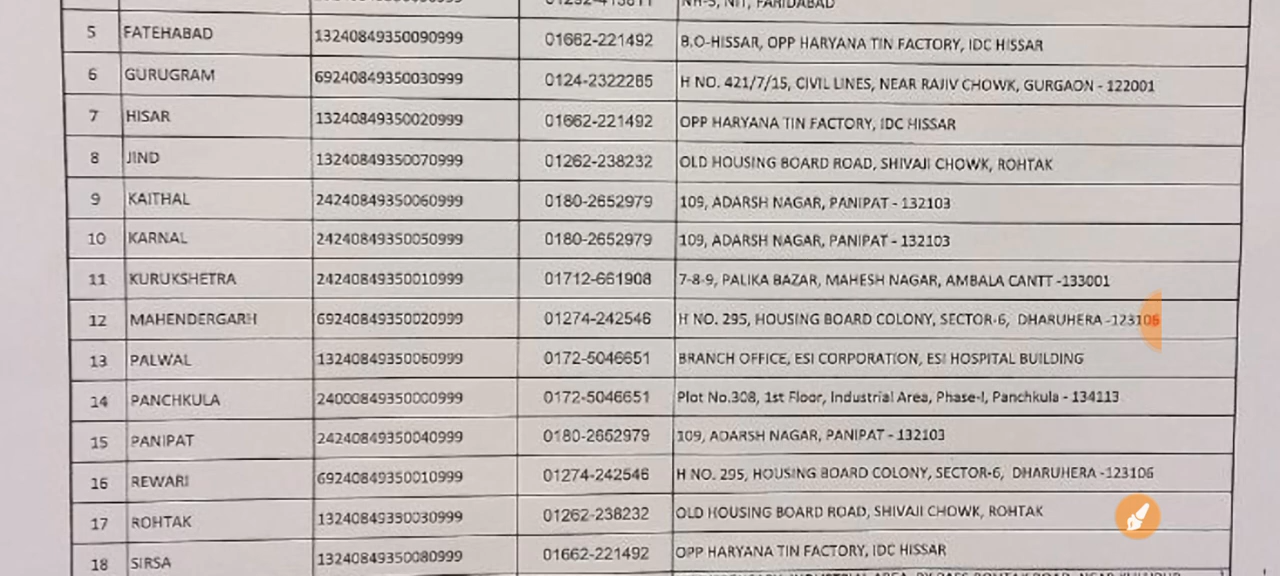 NH-5, NIT, FARIDABAD
5 FATEHABAD 13240849350090999 01662-221492 B.O-HISSAR, OPP HARYANA TIN FACTORY, IDC HISSAR
6 GURUGRAM 69240849350030999 0124-2322285 H NO. 421/7/15, CIVIL LINES, NEAR RAJIV CHOWK, GURGAON - 122001
7 HISAR 13240849350020999 01662-221492 OPP HARYANA TIN FACTORY, IDC HISSAR
8 JIND 13240849350070999 01262-238232 OLD HOUSING BOARD ROAD, SHIVAJI CHOWK, ROHTAK
9 KAITHAL 24240849350060999 0180-2652979 109, ADARSH NAGAR, PANIPAT - 132103
10 KARNAL 24240849350050999 0180-2652979 109, ADARSH NAGAR, PANIPAT - 132103
11 KURUKSHETRA 24240849350010999 01712-661908 7-8-9, PALIKA BAZAR, MAHESH NAGAR, AMBALA CANTT -133001
12 MAHENDERGARH 69240849350020999 01274-242546 H NO. 295, HOUSING BOARD COLONY, SECTOR-6, DHARUHERA -123106
13 PALWAL 13240849350060999 0172-5046651 BRANCH OFFICE, ESI CORPORATION, ESI HOSPITAL BUILDING
14 PANCHKULA 24000849350000999 0172-5046651 Plot No.308, 1st Floor, Industrial Area, Phase-I, Panchkula - 134113
15 PANIPAT 24240849350040999 0180-2652979 109, ADARSH NAGAR, PANIPAT - 132103
16 REWARI 69240849350010999 01274-242546 H NO. 295, HOUSING BOARD COLONY, SECTOR-6, DHARUHERA -123106
17 ROHTAK 13240849350030999 01262-238232 OLD HOUSING BOARD ROAD, SHIVAJI CHOWK, ROHTAK
18 SIRSA 13240849350080999 01662-221492 OPP HARYANA TIN FACTORY, IDC HISSAR